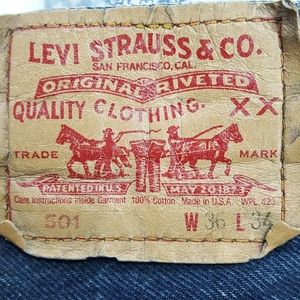 LEVI STRAUSS & CO.
SAN FRANCISCO, CAL.
ORIGINAL RIVETED
QUALITY CLOTHING. XX
TRADE MARK
PATENTED IN U.S. MAY 20 1873
Care Instructions Inside Garment 100% Cotton Made in U.S.A. WPL 423
501 W 36 L 34